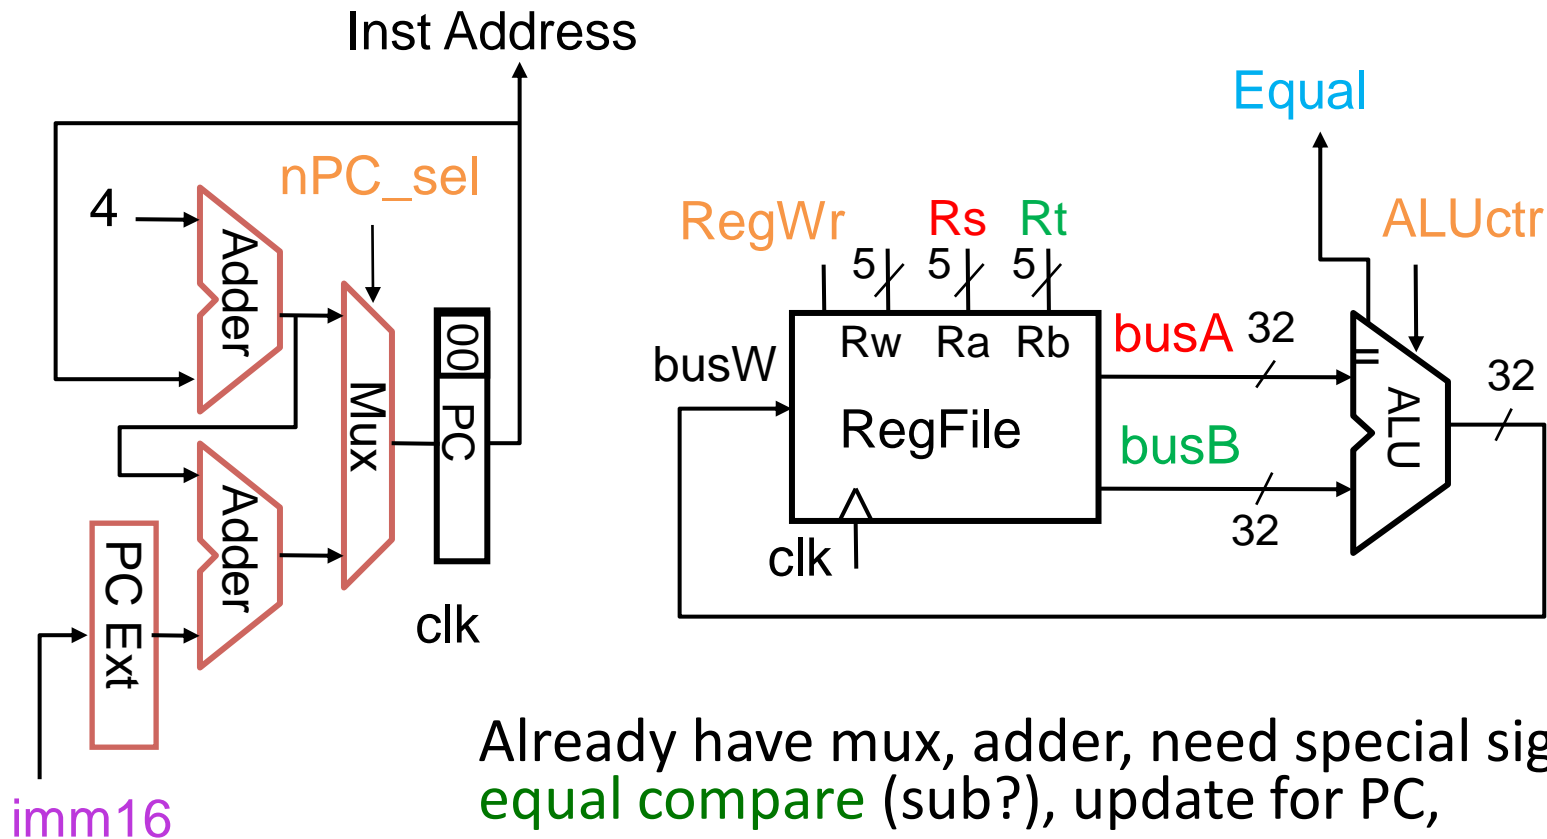 Inst Address
Equal
nPC_sel
4
RegWr
Rs
Rt
ALUctr
5
5
5
Adder
00
Rw
Ra
Rb
busA
32
busW
=
32
Mux
PC
RegFile
ALU
busB
Adder
32
PC Ext
clk
clk
Already have mux, adder, need special
equal compare (sub?), update for PC,
imm16